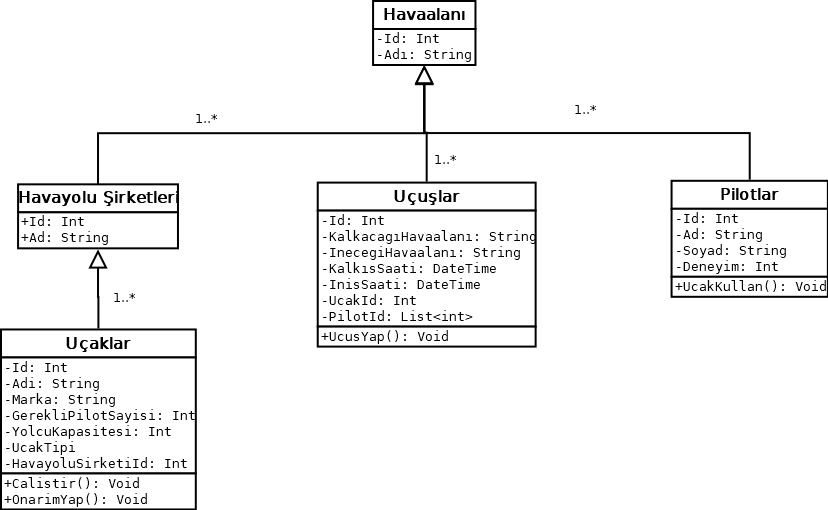 Havaalanı
-Id: Int
-Adı: String
1..*
1..*
1..*
Havayolu Şirketleri
+Id: Int
+Ad: String
Uçuşlar
-Id: Int
-KalkacagıHavaalanı: String
-InecegiHavaalanı: String
-KalkısSaati: DateTime
-InisSaati: DateTime
-UcakId: Int
-PilotId: List<int>
+UcusYap(): Void
Pilotlar
-Id: Int
-Ad: String
-Soyad: String
-Deneyim: Int
+UcakKullan(): Void
1..*
Uçaklar
-Id: Int
-Adi: String
-Marka: String
-GerekliPilotSayisi: Int
-YolcuKapasitesi: Int
-UcakTipi
-HavayoluSirketiId: Int
+Calistir(): Void
+OnarimYap(): Void